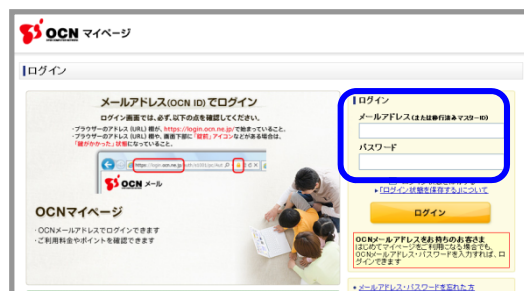 OCN マイページ
ログイン
メールアドレス(OCN ID)でログイン
ログイン画面では、必ず、以下の点を確認してください。
・ブラウザーのアドレス (URL) 欄が、https://login.ocn.ne.jp/で始まっていること。
・ブラウザーのアドレス (URL) 欄や、画面下部に「錠前」アイコンなどがある場合は、
「鍵がかかった」状態になっていること。
https://login.ocn.ne.jp
OCN メール
OCNマイページ
・OCNメールアドレスでログインできます
・ご利用料金やポイントを確認できます
ログイン
メールアドレス(または移行済みマスターID)
パスワード
「ログイン状態を保存する」について
ログイン
OCNメールアドレスをお持ちのお客さま
はじめてマイページをご利用になる場合でも、
OCNメールアドレス・パスワードを入力すれば、ロ
グインできます
メールアドレス・パスワードを忘れた方